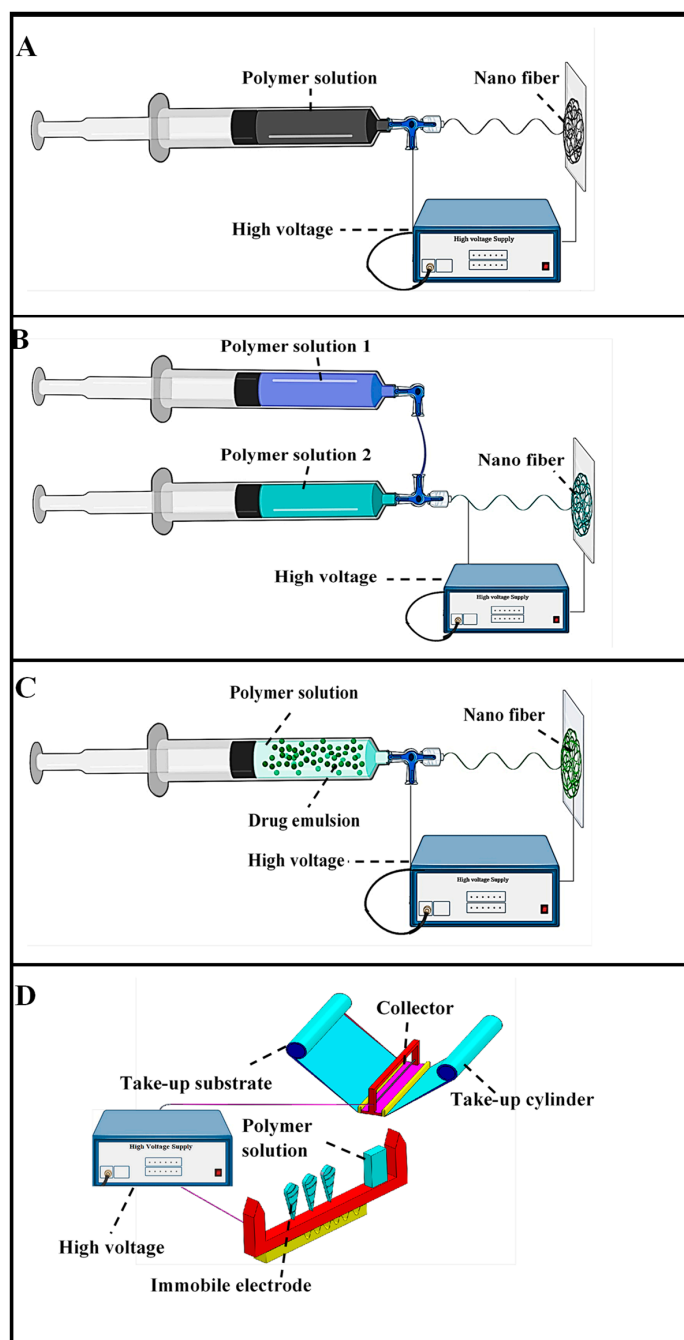 A
Polymer solution
Nano fiber
High voltage
High voltage Supply
B
Polymer solution 1
Polymer solution 2
Nano fiber
High voltage
High voltage Supply
C
Polymer solution
Nano fiber
Drug emulsion
High voltage
High voltage Supply
D
Collector
Take-up substrate
Take-up cylinder
Polymer
solution
High Voltage Supply
High voltage
Immobile electrode